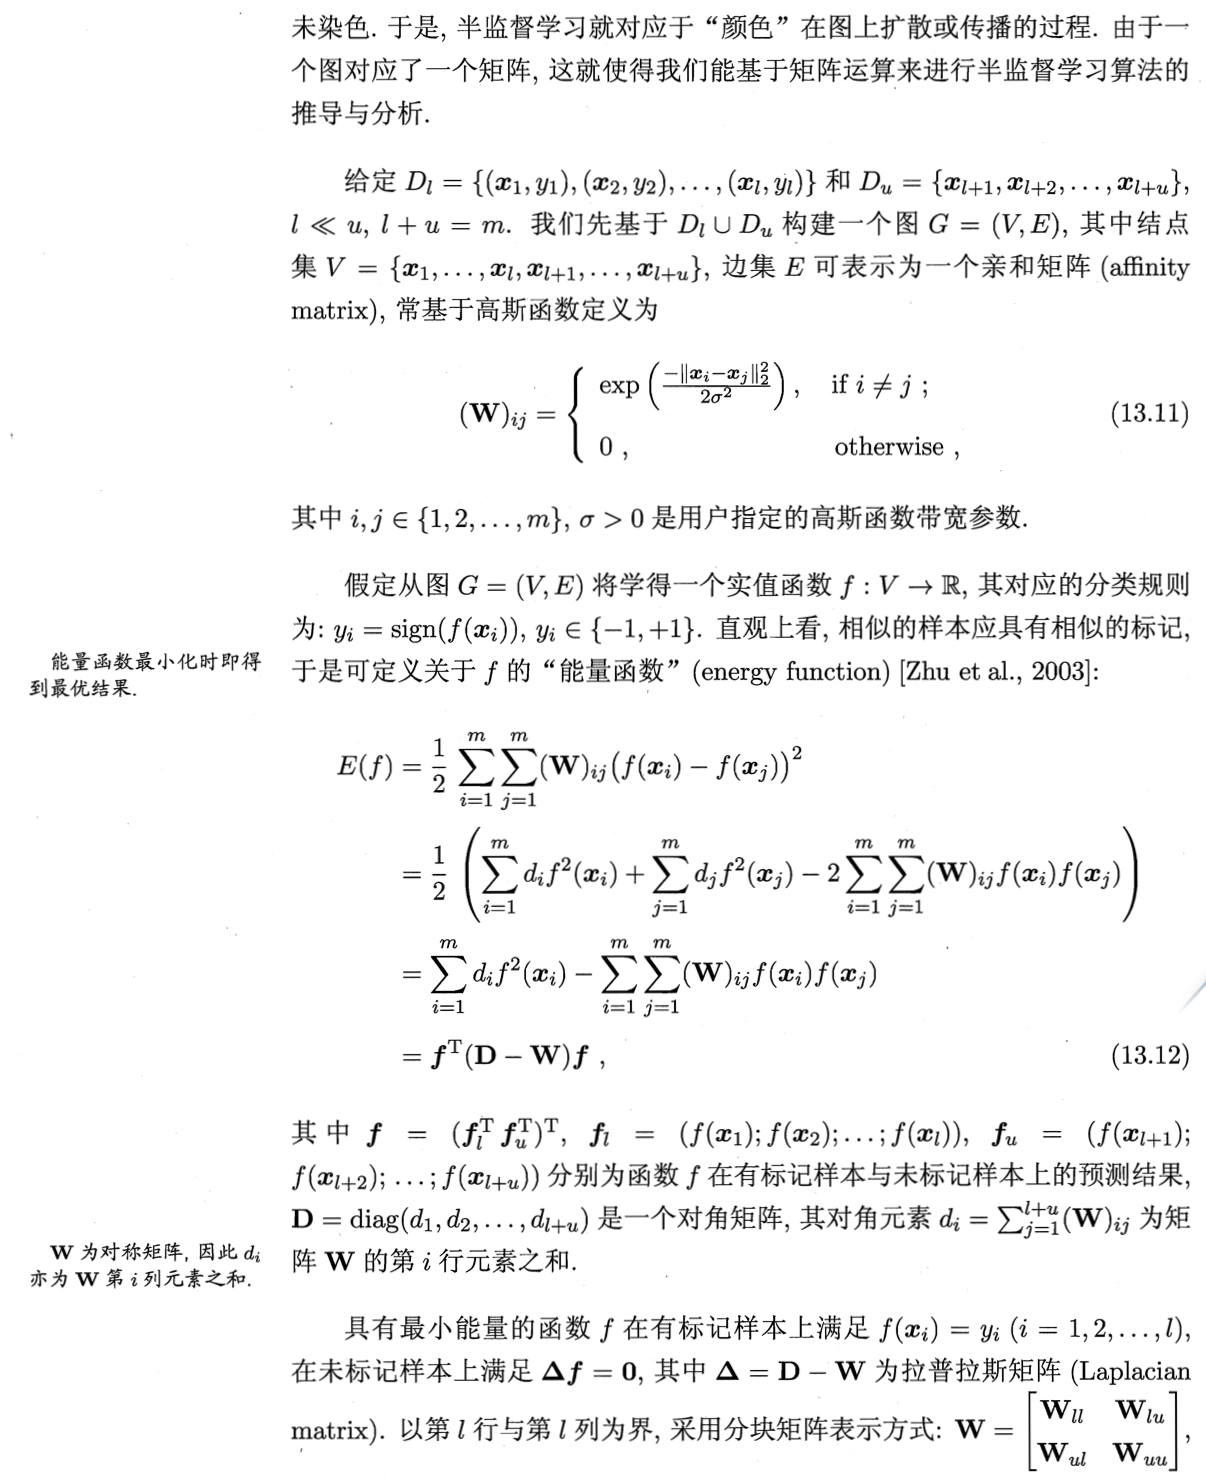 未染色. 于是, 半监督学习就对应于“颜色”在图上扩散或传播的过程. 由于一
个图对应了一个矩阵, 这就使得我们能基于矩阵运算来进行半监督学习算法的
推导与分析.
给定 $D_l = \{(\boldsymbol{x}_1, y_1), (\boldsymbol{x}_2, y_2), \ldots, (\boldsymbol{x}_l, y_l)\}$ 和 $D_u = \{\boldsymbol{x}_{l+1}, \boldsymbol{x}_{l+2}, \ldots, \boldsymbol{x}_{l+u}\}$,
$l \ll u$, $l + u = m$. 我们先基于 $D_l \cup D_u$ 构建一个图 $G = (V, E)$, 其中结点
集 $V = \{\boldsymbol{x}_1, \ldots, \boldsymbol{x}_l, \boldsymbol{x}_{l+1}, \ldots, \boldsymbol{x}_{l+u}\}$, 边集 $E$ 可表示为一个亲和矩阵 (affinity
matrix), 常基于高斯函数定义为
$(\mathbf{W})_{ij} = \begin{cases} \exp\left(\frac{-\|\boldsymbol{x}_i - \boldsymbol{x}_j\|_2^2}{2\sigma^2}\right), & \text{if } i \neq j\ ; \\ 0\ , & \text{otherwise}\ , \end{cases}$ (13.11)
其中 $i, j \in \{1, 2, \ldots, m\}$, $\sigma > 0$ 是用户指定的高斯函数带宽参数.
假定从图 $G = (V, E)$ 将学得一个实值函数 $f : V \to \mathbb{R}$, 其对应的分类规则
为: $y_i = \text{sign}(f(\boldsymbol{x}_i))$, $y_i \in \{-1, +1\}$. 直观上看, 相似的样本应具有相似的标记,
于是可定义关于 $f$ 的“能量函数”(energy function) [Zhu et al., 2003]:
能量函数最小化时即得
到最优结果.
$E(f) = \frac{1}{2} \sum_{i=1}^{m} \sum_{j=1}^{m} (\mathbf{W})_{ij} \left(f(\boldsymbol{x}_i) - f(\boldsymbol{x}_j)\right)^2$
$= \frac{1}{2} \left( \sum_{i=1}^{m} d_i f^2(\boldsymbol{x}_i) + \sum_{j=1}^{m} d_j f^2(\boldsymbol{x}_j) - 2 \sum_{i=1}^{m} \sum_{j=1}^{m} (\mathbf{W})_{ij} f(\boldsymbol{x}_i) f(\boldsymbol{x}_j) \right)$
$= \sum_{i=1}^{m} d_i f^2(\boldsymbol{x}_i) - \sum_{i=1}^{m} \sum_{j=1}^{m} (\mathbf{W})_{ij} f(\boldsymbol{x}_i) f(\boldsymbol{x}_j)$
$= \boldsymbol{f}^{\mathrm{T}} (\mathbf{D} - \mathbf{W}) \boldsymbol{f}\ ,$ (13.12)
其中 $\boldsymbol{f} = (\boldsymbol{f}_l^{\mathrm{T}} \boldsymbol{f}_u^{\mathrm{T}})^{\mathrm{T}}$, $\boldsymbol{f}_l = (f(\boldsymbol{x}_1); f(\boldsymbol{x}_2); \ldots; f(\boldsymbol{x}_l))$, $\boldsymbol{f}_u = (f(\boldsymbol{x}_{l+1});$
$f(\boldsymbol{x}_{l+2}); \ldots; f(\boldsymbol{x}_{l+u}))$ 分别为函数 $f$ 在有标记样本与未标记样本上的预测结果,
$\mathbf{D} = \text{diag}(d_1, d_2, \ldots, d_{l+u})$ 是一个对角矩阵, 其对角元素 $d_i = \sum_{j=1}^{l+u} (\mathbf{W})_{ij}$ 为矩
阵 $\mathbf{W}$ 的第 $i$ 行元素之和.
$\mathbf{W}$ 为对称矩阵, 因此 $d_i$
亦为 $\mathbf{W}$ 第 $i$ 列元素之和.
具有最小能量的函数 $f$ 在有标记样本上满足 $f(\boldsymbol{x}_i) = y_i$ $(i = 1, 2, \ldots, l)$,
在未标记样本上满足 $\boldsymbol{\Delta} \boldsymbol{f} = \mathbf{0}$, 其中 $\boldsymbol{\Delta} = \mathbf{D} - \mathbf{W}$ 为拉普拉斯矩阵 (Laplacian
matrix). 以第 $l$ 行与第 $l$ 列为界, 采用分块矩阵表示方式: $\mathbf{W} = \begin{bmatrix} \mathbf{W}_{ll} & \mathbf{W}_{lu} \\ \mathbf{W}_{ul} & \mathbf{W}_{uu} \end{bmatrix}$,